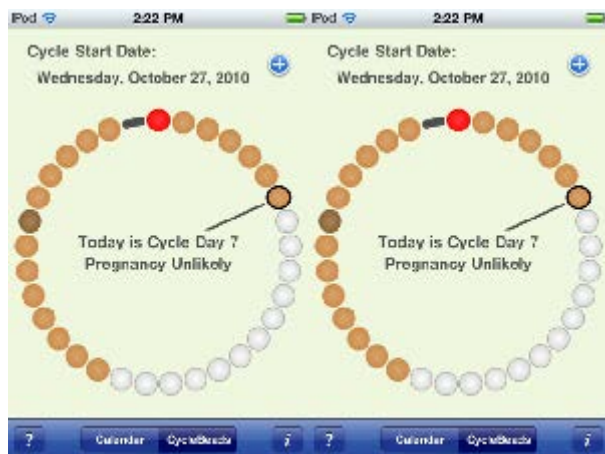 iPod 2:22 PM
Cycle Start Date:
Wednesday, October 27, 2010
Today is Cycle Day 7
Pregnancy Unlikely
? Calendar CycleBeads i
iPod 2:22 PM
Cycle Start Date:
Wednesday, October 27, 2010
Today is Cycle Day 7
Pregnancy Unlikely
? Calendar CycleBeads i